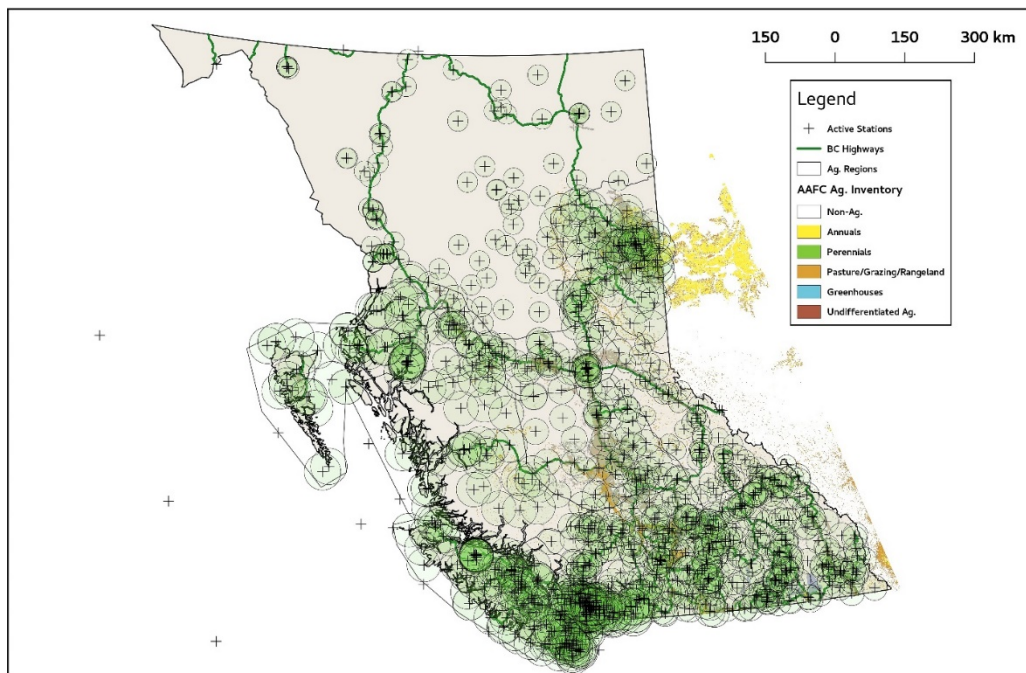 150 0 150 300 km
Legend
Active Stations
BC Highways
Ag. Regions
AAFC Ag. Inventory
Non-Ag.
Annuals
Perennials
Pasture/Grazing/Rangeland
Greenhouses
Undifferentiated Ag.